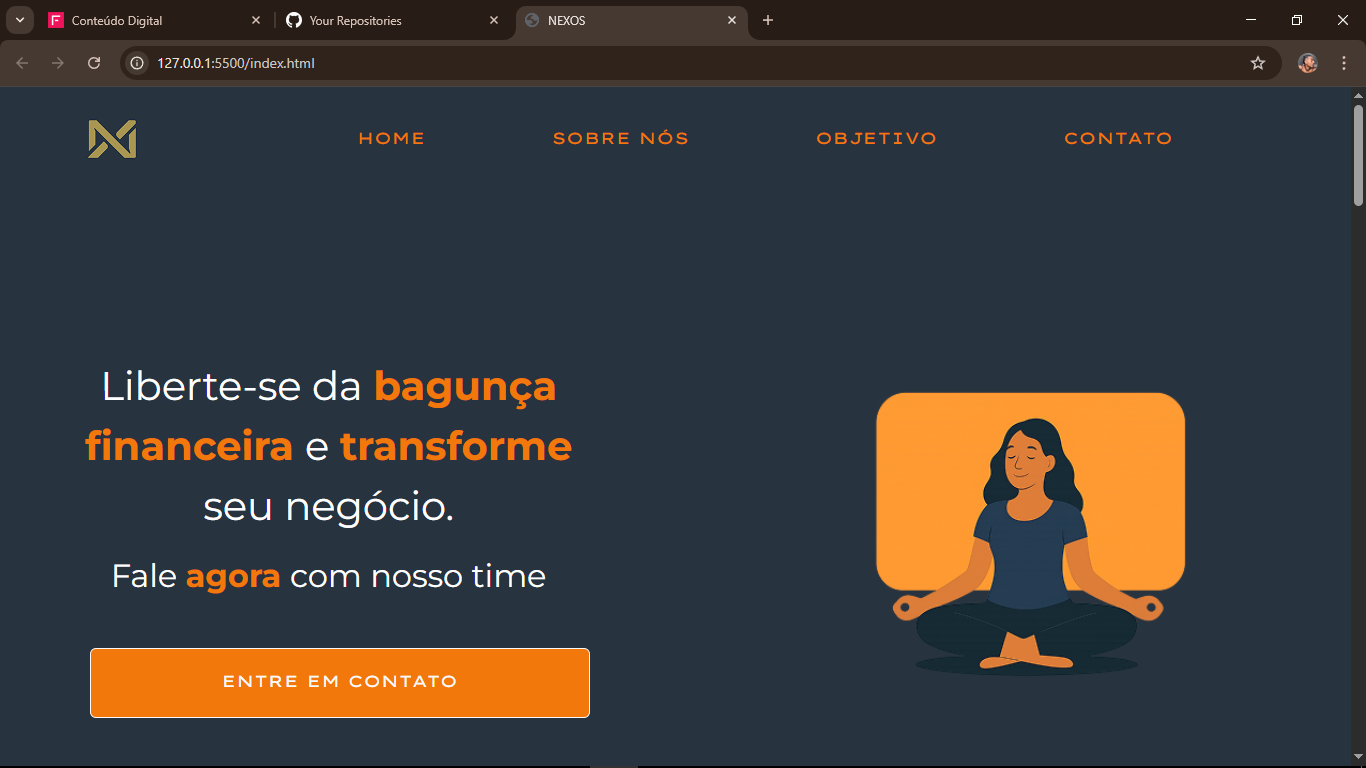 Conteúdo Digital
Your Repositories
NEXOS
127.0.0.1:5500/index.html
HOME
SOBRE NÓS
OBJETIVO
CONTATO
Liberte-se da bagunça
financeira e transforme
seu negócio.
Fale agora com nosso time
ENTRE EM CONTATO